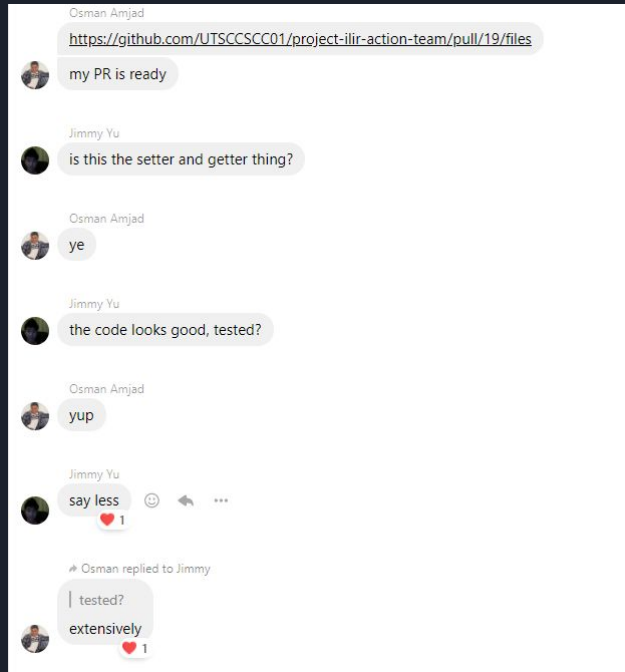 Osman Amjad
https://github.com/UTSCCSCC01/project-ilir-action-team/pull/19/files
my PR is ready
Jimmy Yu
is this the setter and getter thing?
Osman Amjad
ye
Jimmy Yu
the code looks good, tested?
Osman Amjad
yup
Jimmy Yu
say less
1
Osman replied to Jimmy
tested?
extensively
1